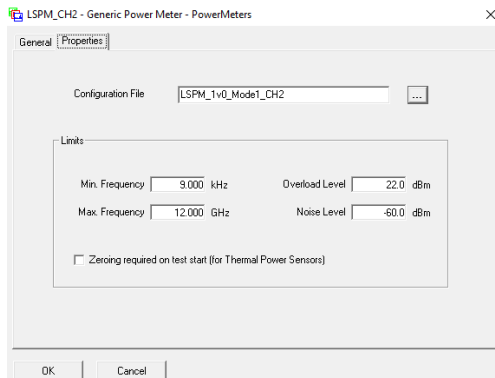 LSPM_CH2 - Generic Power Meter - PowerMeters
General Properties
Configuration File LSPM_1v0_Mode1_CH2 ...
Limits
Min. Frequency 9.000 kHz Overload Level 22.0 dBm
Max. Frequency 12.000 GHz Noise Level -60.0 dBm
Zeroing required on test start (for Thermal Power Sensors)
OK Cancel